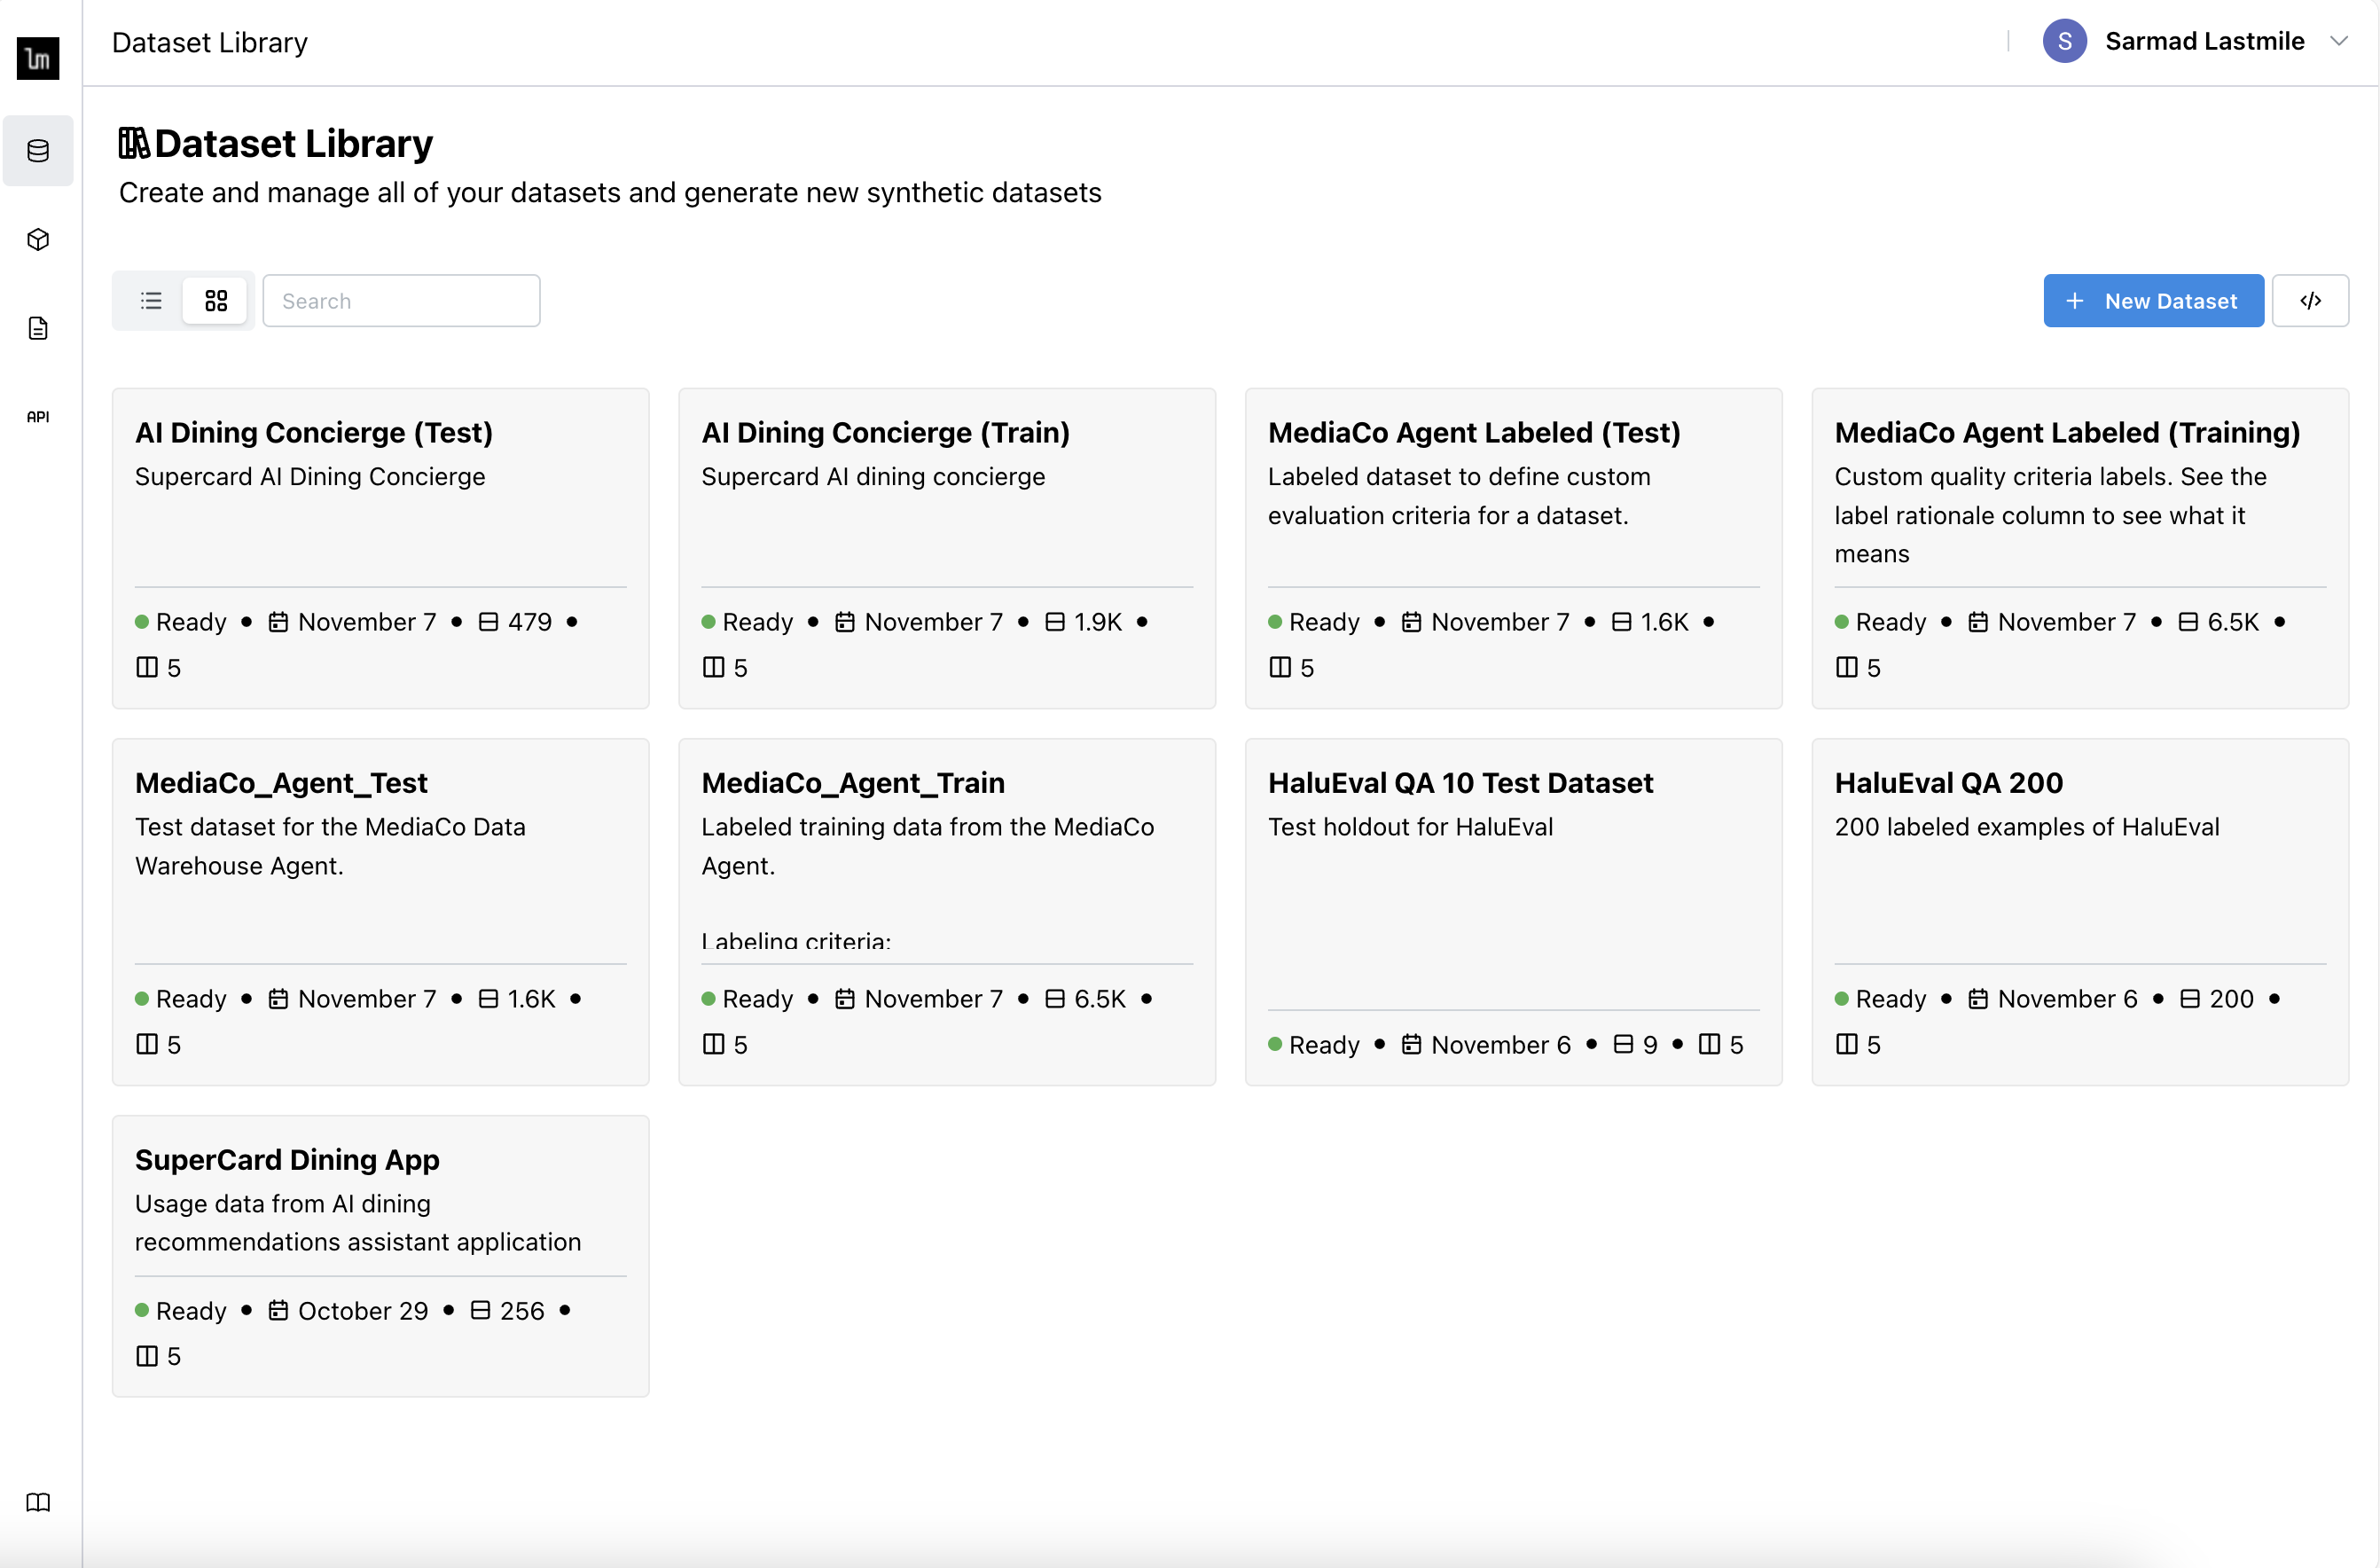 lm
Dataset Library
S
Sarmad Lastmile
Dataset Library
Create and manage all of your datasets and generate new synthetic datasets
Search
New Dataset
</>
API
AI Dining Concierge (Test)
Supercard AI Dining Concierge
Ready • November 7 • 479 •
5
AI Dining Concierge (Train)
Supercard AI dining concierge
Ready • November 7 • 1.9K •
5
MediaCo Agent Labeled (Test)
Labeled dataset to define custom
evaluation criteria for a dataset.
Ready • November 7 • 1.6K •
5
MediaCo Agent Labeled (Training)
Custom quality criteria labels. See the
label rationale column to see what it
means
Ready • November 7 • 6.5K •
5
MediaCo_Agent_Test
Test dataset for the MediaCo Data
Warehouse Agent.
Ready • November 7 • 1.6K •
5
MediaCo_Agent_Train
Labeled training data from the MediaCo
Agent.
Labeling criteria:
Ready • November 7 • 6.5K •
5
HaluEval QA 10 Test Dataset
Test holdout for HaluEval
Ready • November 6 • 9 • 5
HaluEval QA 200
200 labeled examples of HaluEval
Ready • November 6 • 200 •
5
SuperCard Dining App
Usage data from AI dining
recommendations assistant application
Ready • October 29 • 256 •
5